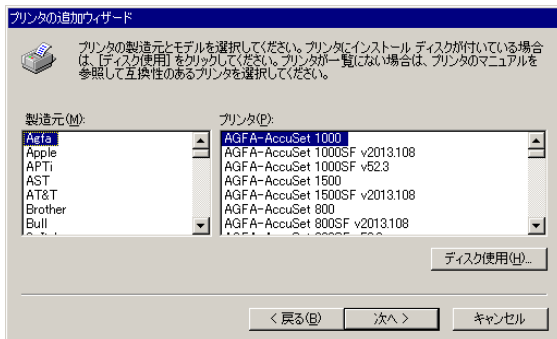 プリンタの追加ウィザード
プリンタの製造元とモデルを選択してください。プリンタにインストール ディスクが付いている場合
は、[ディスク使用] をクリックしてください。プリンタが一覧にない場合は、プリンタのマニュアルを
参照して互換性のあるプリンタを選択してください。
製造元(M):
Agfa
Apple
APTi
AST
AT&T
Brother
Bull
プリンタ(P):
AGFA-AccuSet 1000
AGFA-AccuSet 1000SF v2013.108
AGFA-AccuSet 1000SF v52.3
AGFA-AccuSet 1500
AGFA-AccuSet 1500SF v2013.108
AGFA-AccuSet 800
AGFA-AccuSet 800SF v2013.108
ディスク使用(H)...
< 戻る(B)
次へ >
キャンセル